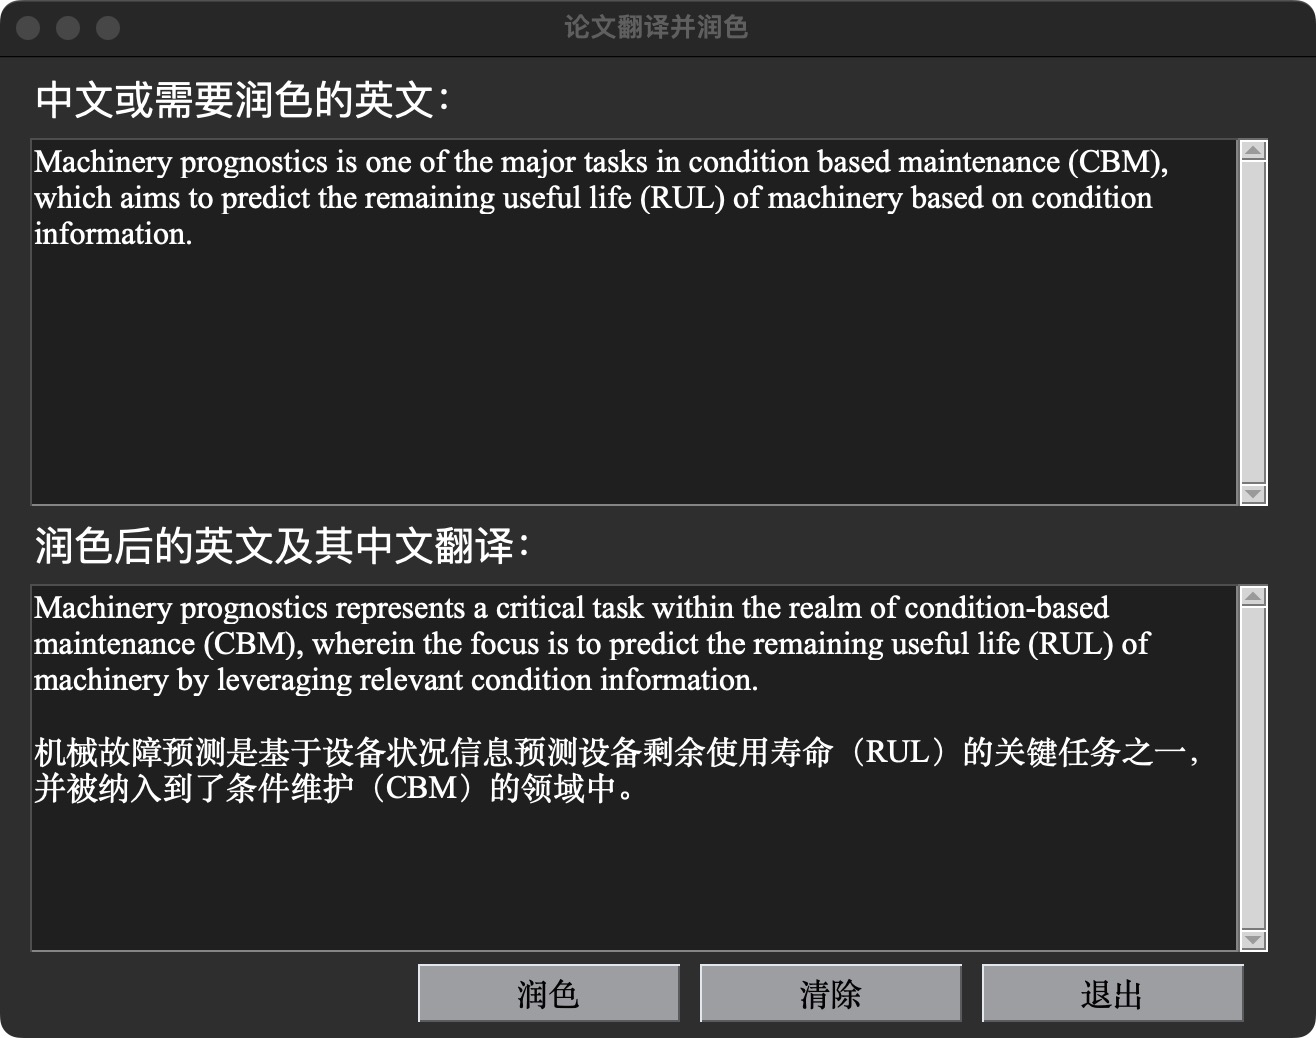 论文翻译并润色
中文或需要润色的英文：
Machinery prognostics is one of the major tasks in condition based maintenance (CBM),
which aims to predict the remaining useful life (RUL) of machinery based on condition
information.
润色后的英文及其中文翻译：
Machinery prognostics represents a critical task within the realm of condition-based
maintenance (CBM), wherein the focus is to predict the remaining useful life (RUL) of
machinery by leveraging relevant condition information.
机械故障预测是基于设备状况信息预测设备剩余使用寿命（RUL）的关键任务之一，
并被纳入到了条件维护（CBM）的领域中。
润色
清除
退出